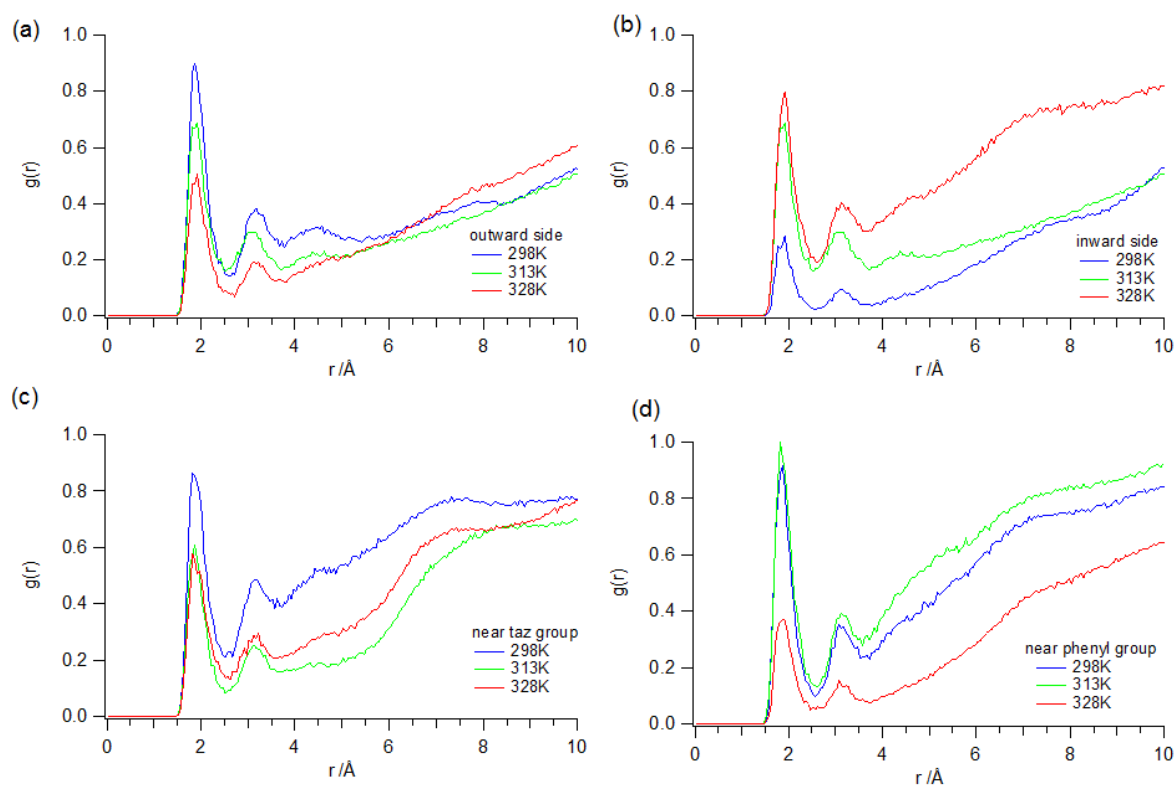 (a)
1.0
0.8
0.6
0.4
0.2
0.0
g(r)
outward side
298K
313K
328K
0 2 4 6 8 10
r /Å
(b)
1.0
0.8
0.6
0.4
0.2
0.0
g(r)
inward side
298K
313K
328K
0 2 4 6 8 10
r /Å
(c)
1.0
0.8
0.6
0.4
0.2
0.0
g(r)
near taz group
298K
313K
328K
0 2 4 6 8 10
r /Å
(d)
1.0
0.8
0.6
0.4
0.2
0.0
g(r)
near phenyl group
298K
313K
328K
0 2 4 6 8 10
r /Å